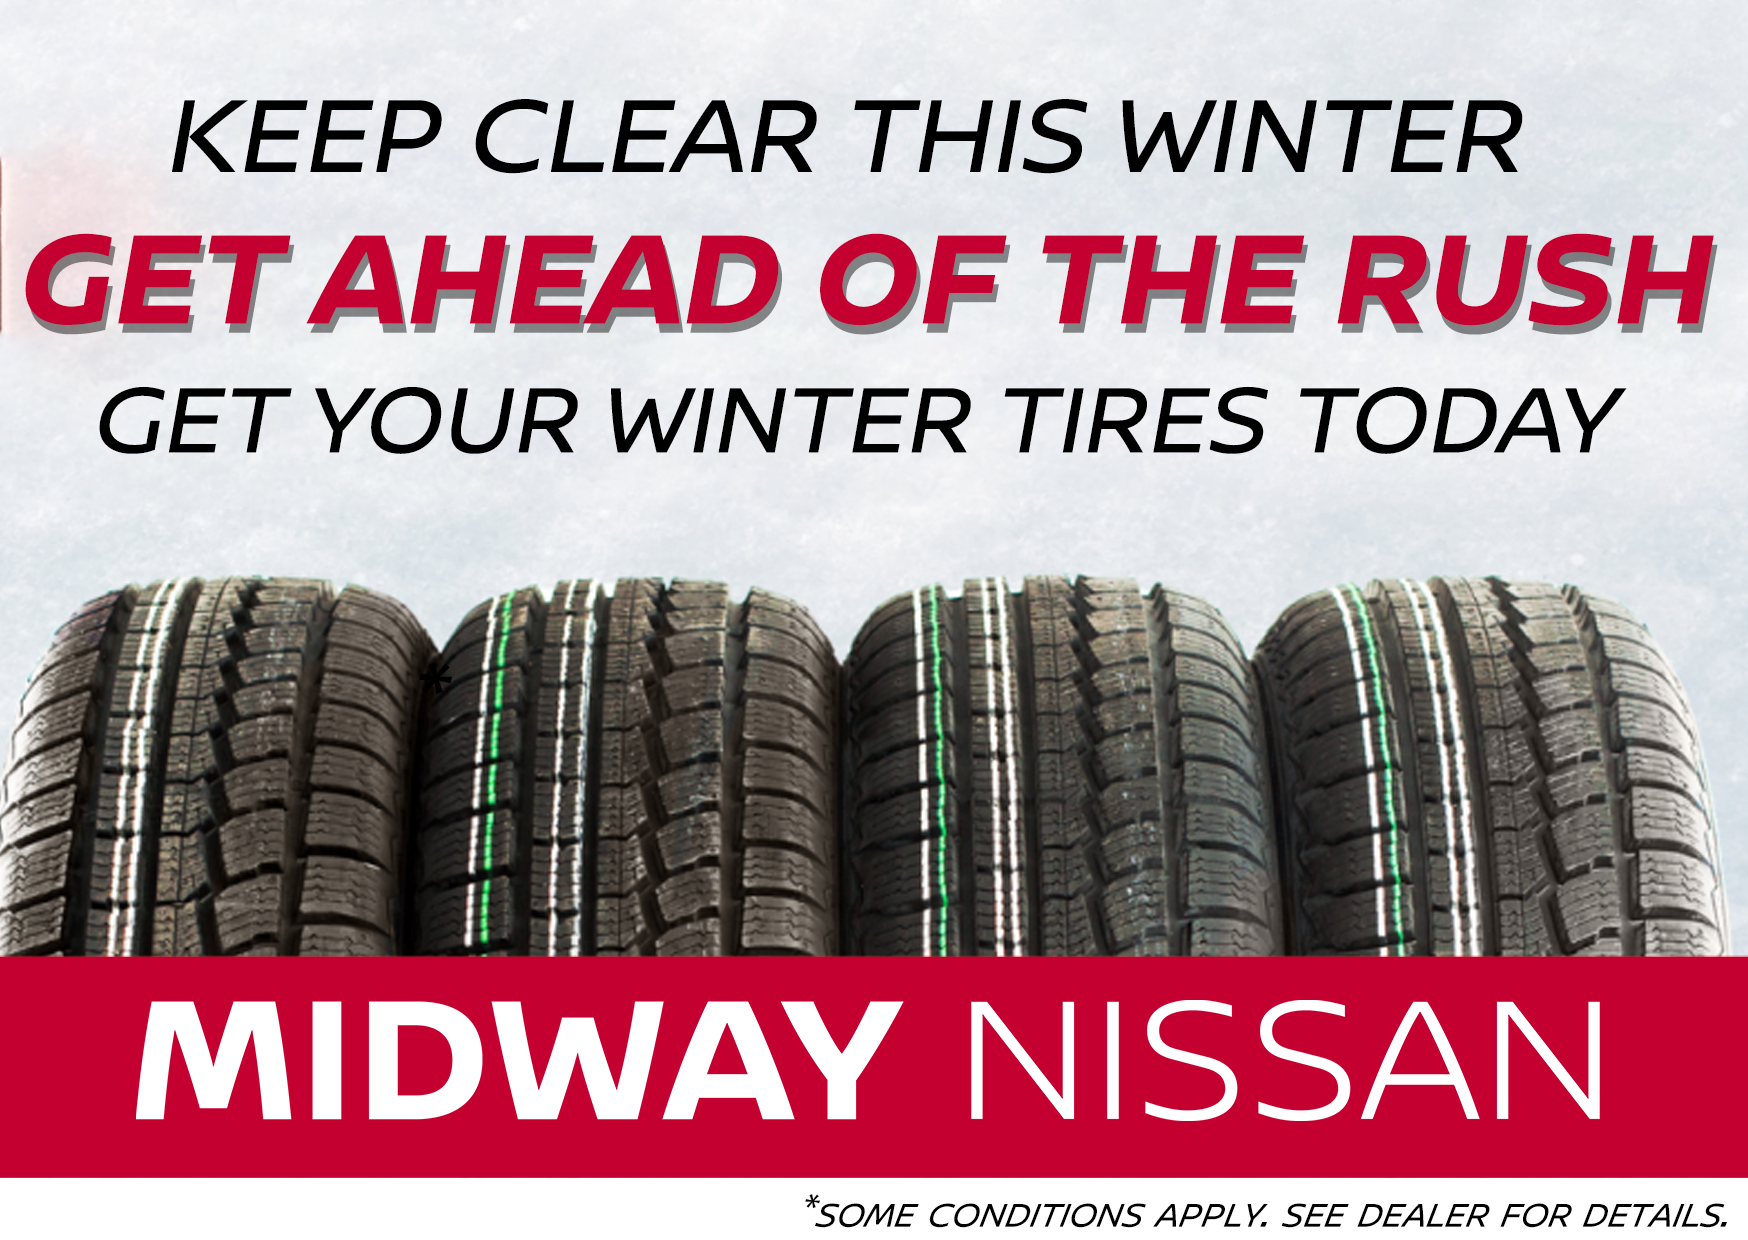 KEEP CLEAR THIS WINTER
GET AHEAD OF THE RUSH
GET YOUR WINTER TIRES TODAY
*
MIDWAY NISSAN
*SOME CONDITIONS APPLY. SEE DEALER FOR DETAILS.